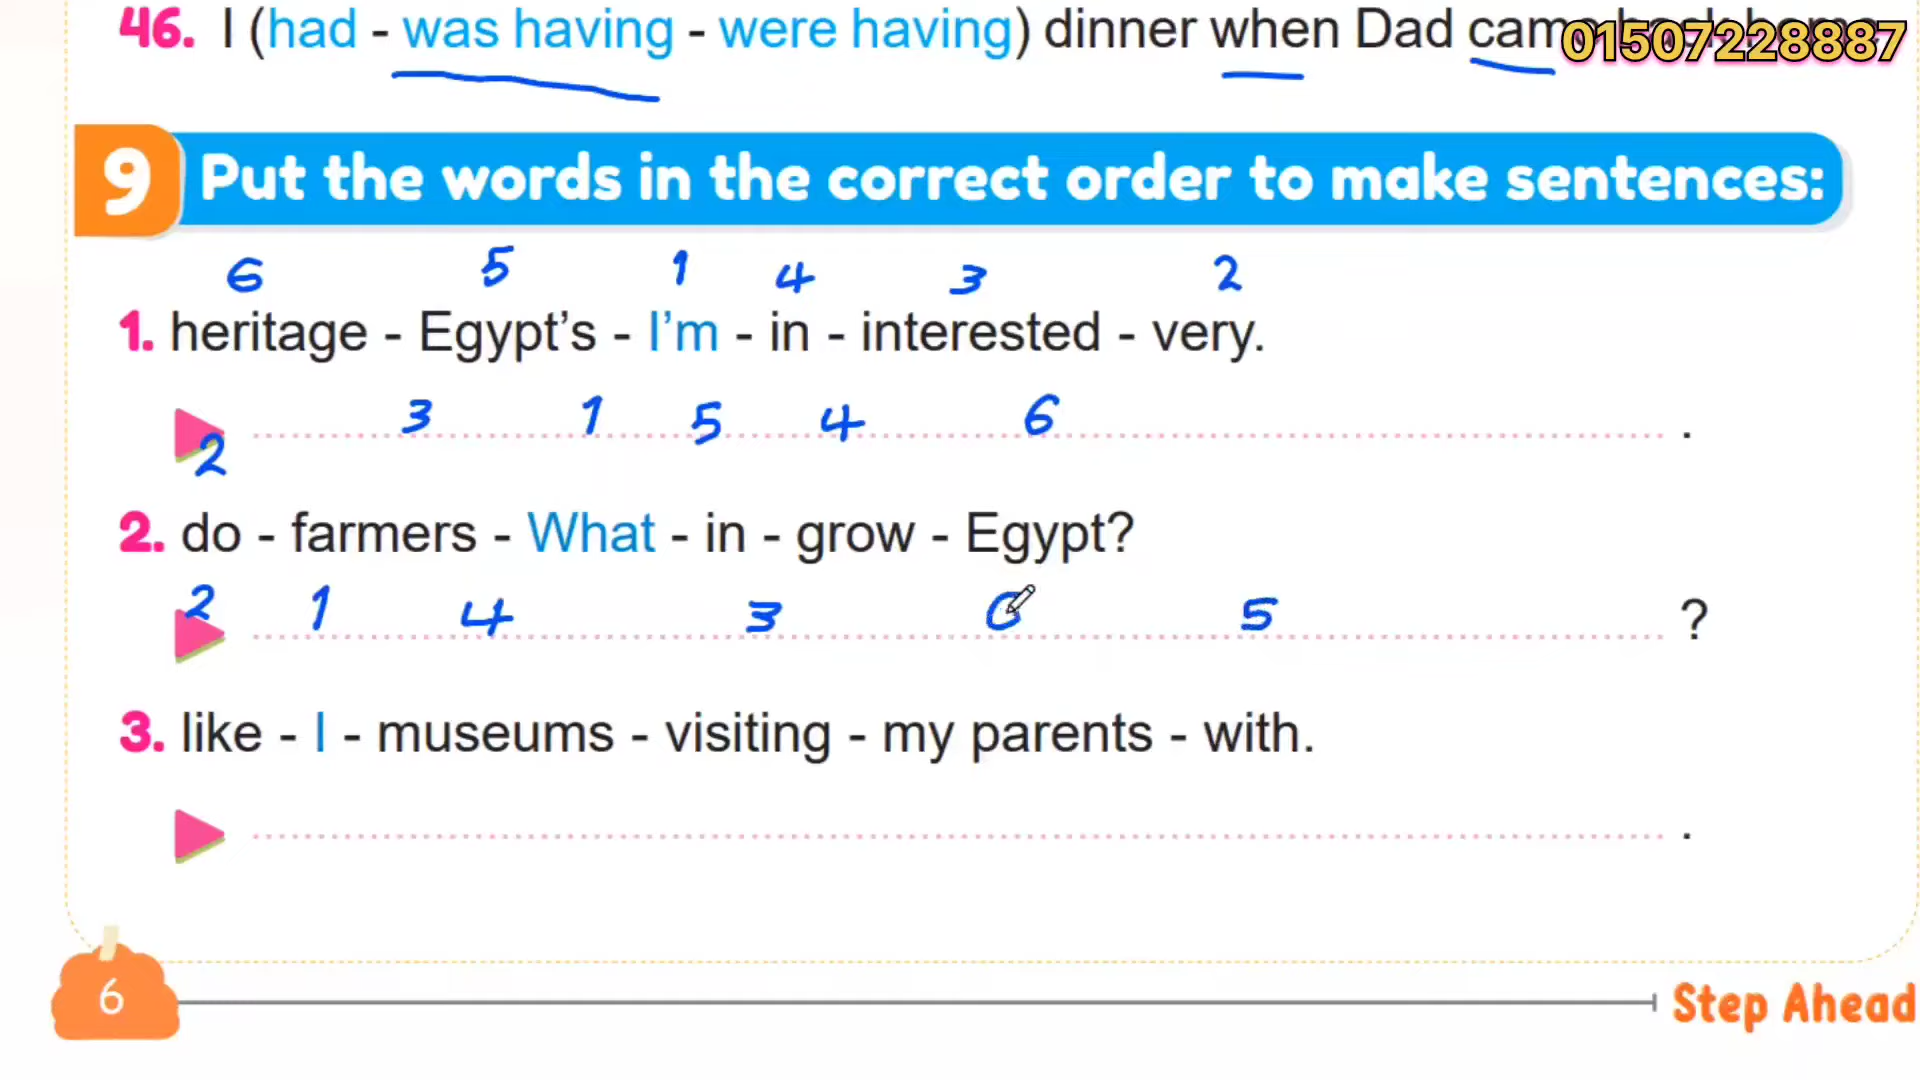 46. I (had - was having - were having) dinner when Dad came back home
01507228887
9 Put the words in the correct order to make sentences:
6 5 1 4 3 2
1. heritage - Egypt's - I'm - in - interested - very.
2 3 1 5 4 6
.
2. do - farmers - What - in - grow - Egypt?
2 1 4 3 6 5
?
3. like - I - museums - visiting - my parents - with.
.
6
Step Ahead